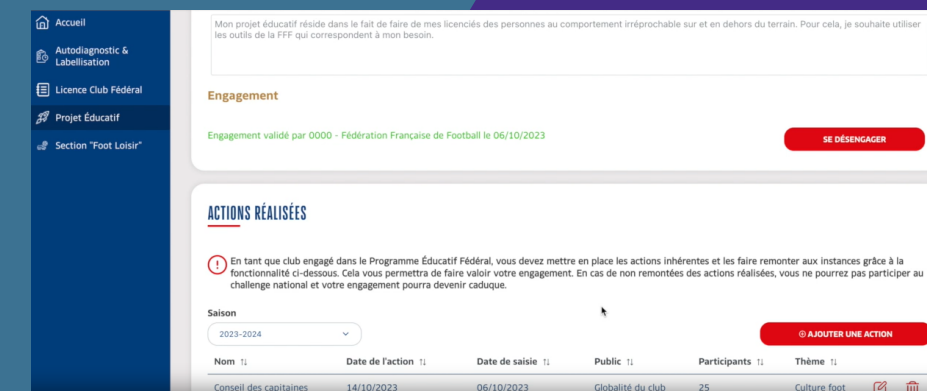 Accueil
Autodiagnostic &
Labellisation
Licence Club Fédéral
Projet Éducatif
Section "Foot Loisir"
Mon projet éducatif réside dans le fait de faire de mes licenciés des personnes au comportement irréprochable sur et en dehors du terrain. Pour cela, je souhaite utiliser
les outils de la FFF qui correspondent à mon besoin.
Engagement
Engagement validé par 0000 - Fédération Française de Football le 06/10/2023
SE DÉSENGAGER
ACTIONS RÉALISÉES
En tant que club engagé dans le Programme Éducatif Fédéral, vous devez mettre en place les actions inhérentes et les faire remonter aux instances grâce à la
fonctionnalité ci-dessous. Cela vous permettra de faire valoir votre engagement. En cas de non remontées des actions réalisées, vous ne pourrez pas participer au
challenge national et votre engagement pourra devenir caduque.
Saison
2023-2024
AJOUTER UNE ACTION
Nom Date de l'action Date de saisie Public Participants Thème
Conseil des capitaines 14/10/2023 06/10/2023 Globalité du club 25 Culture foot